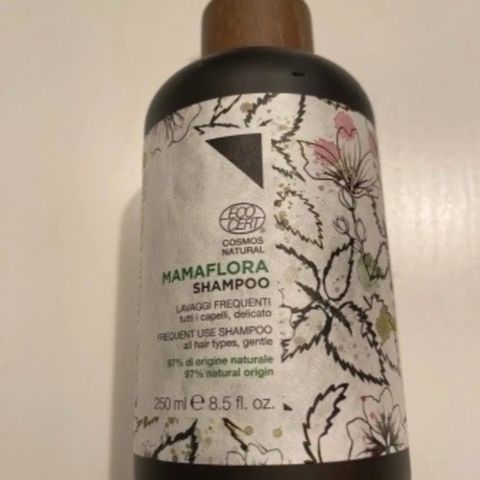 ECO
CERT®
COSMOS
NATURAL
MAMAFLORA
SHAMPOO
LAVAGGI FREQUENTI
tutti i capelli, delicato
FREQUENT USE SHAMPOO
all hair types, gentle
97% di origine naturale
97% natural origin
250 ml ℮ 8.5 fl. oz.